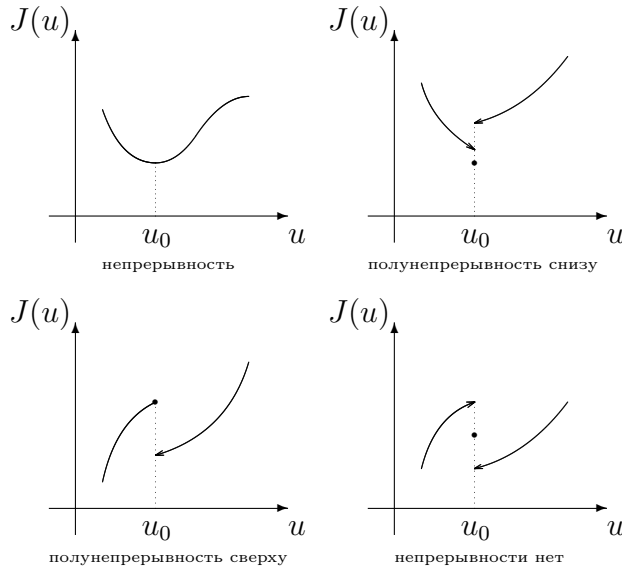 J(u)
J(u)
u₀
u
u₀
u
непрерывность
полунепрерывность снизу
J(u)
J(u)
u₀
u
u₀
u
полунепрерывность сверху
непрерывности нет